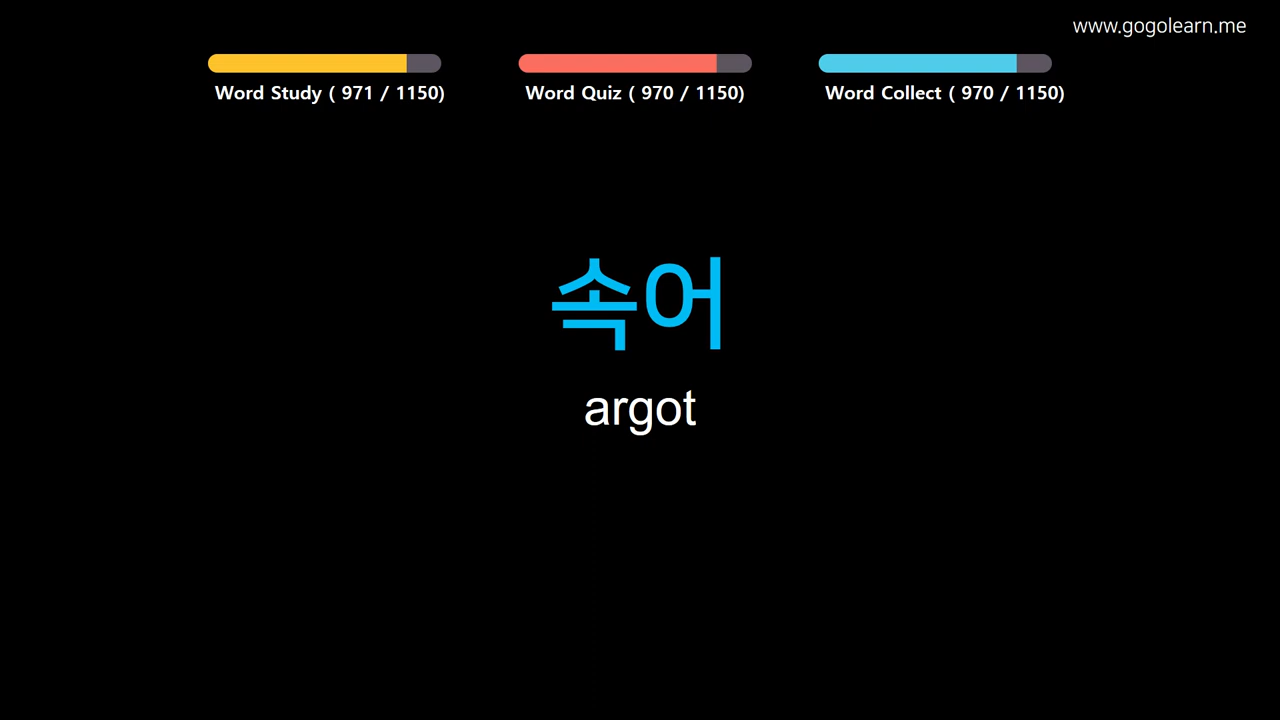 www.gogolearn.me
Word Study ( 971 / 1150)
Word Quiz ( 970 / 1150)
Word Collect ( 970 / 1150)
속어
argot